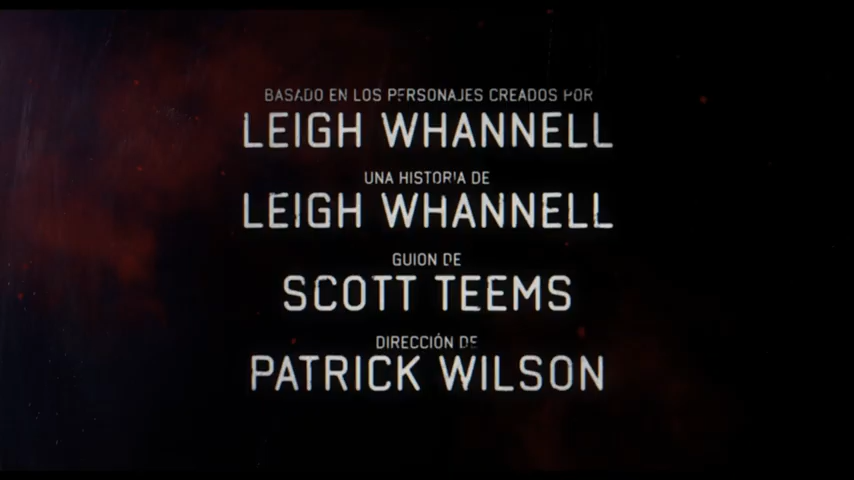 BASADO EN LOS PERSONAJES CREADOS POR
LEIGH WHANNELL
UNA HISTORIA DE
LEIGH WHANNELL
GUION DE
SCOTT TEEMS
DIRECCIÓN DE
PATRICK WILSON